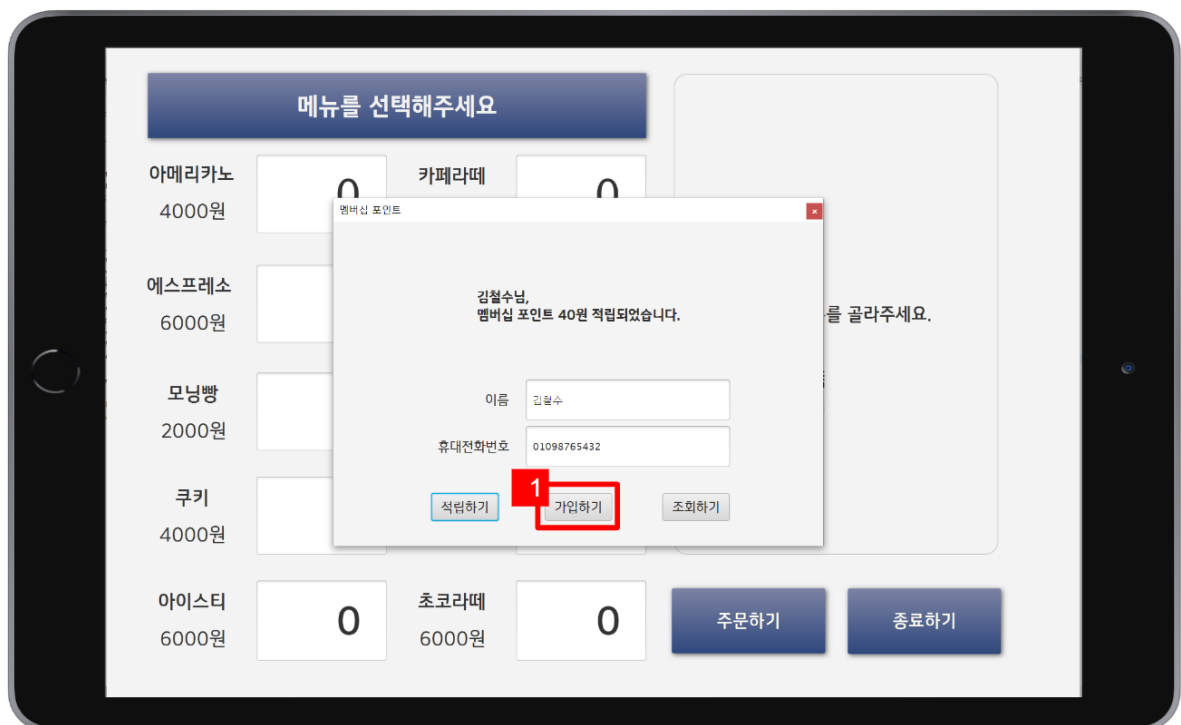 메뉴를 선택해주세요
아메리카노
4000원
0
카페라떼
0
멤버십 포인트
×
김철수님,
멤버십 포인트 40원 적립되었습니다.
를 골라주세요.
에스프레소
6000원
모닝빵
2000원
이름
김철수
휴대전화번호
01098765432
1
적립하기
가입하기
조회하기
쿠키
4000원
아이스티
6000원
0
초코라떼
6000원
0
주문하기
종료하기